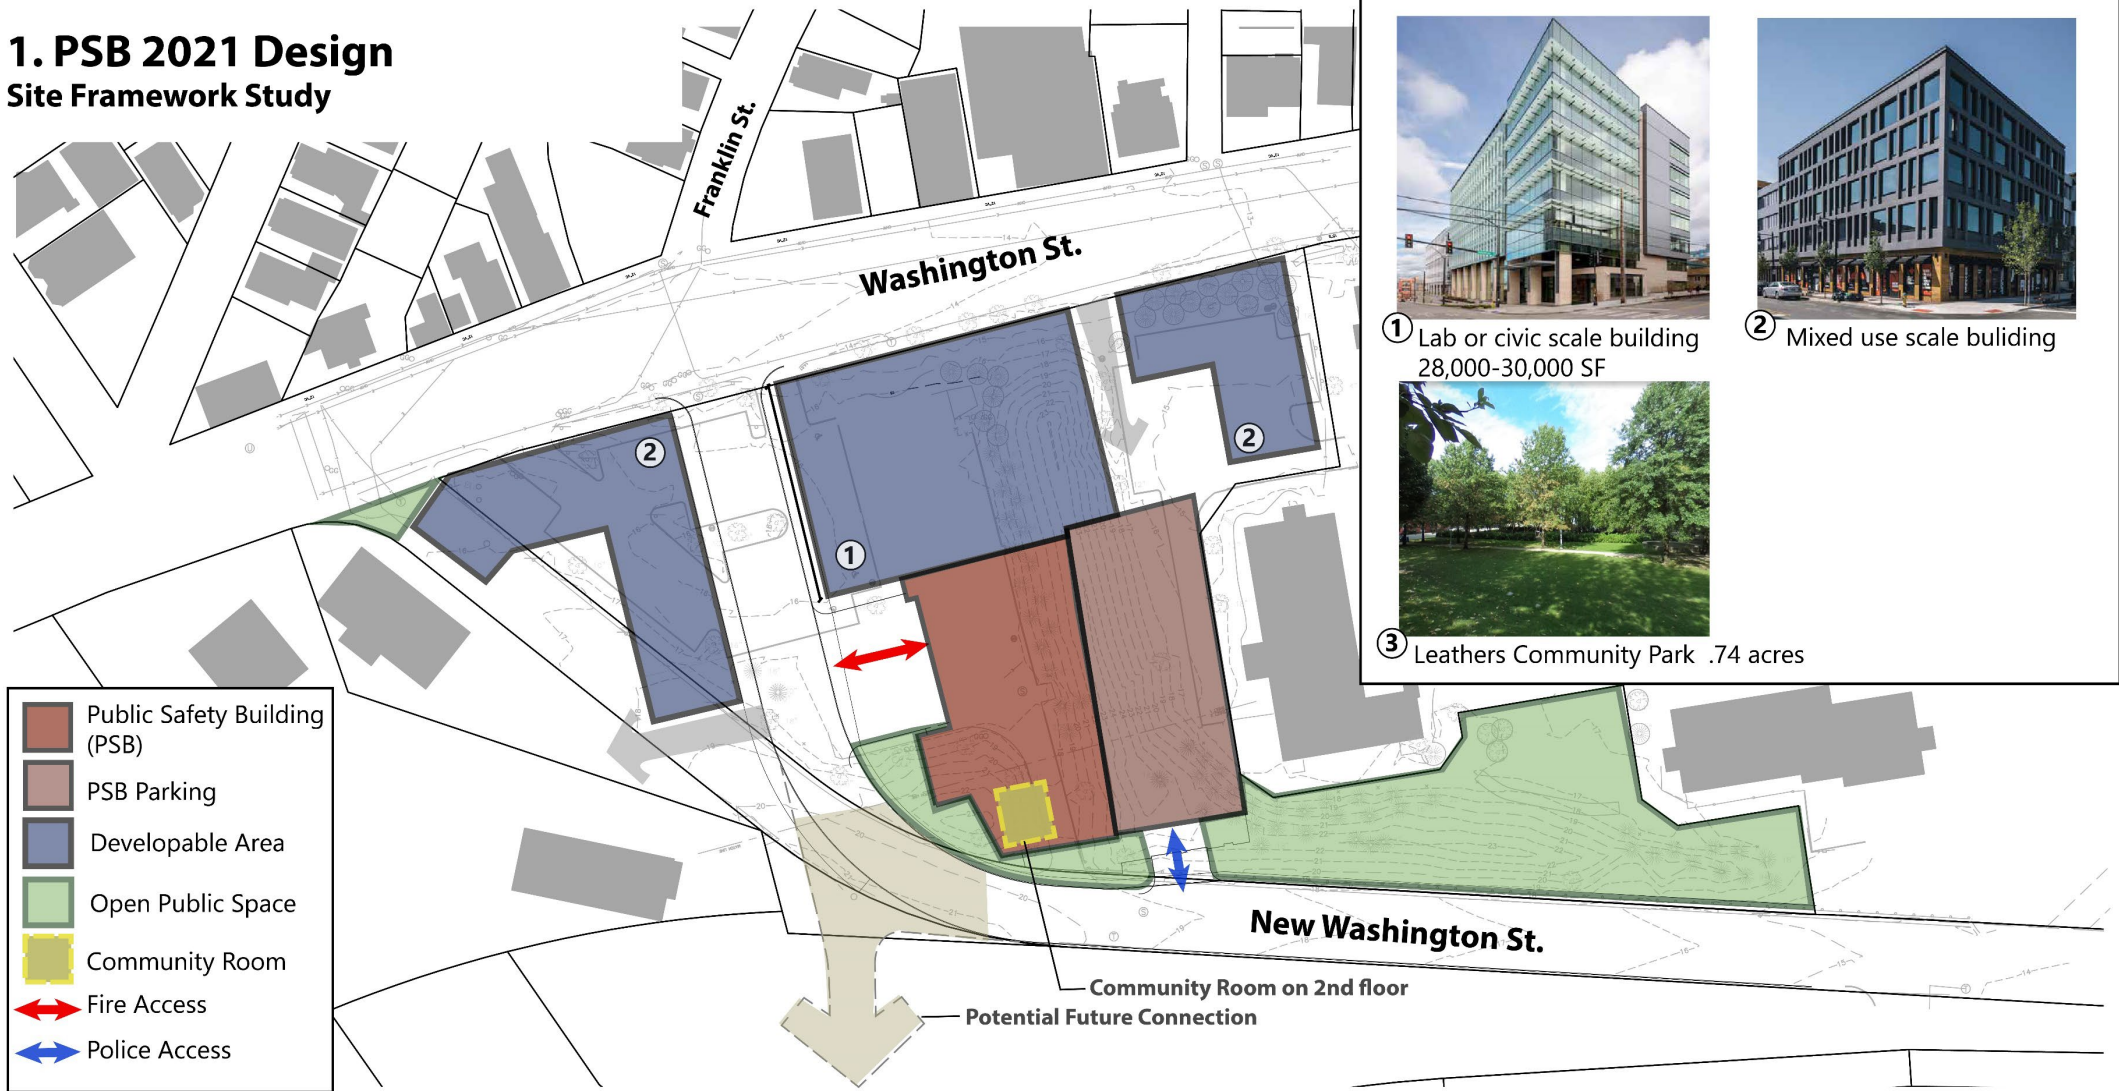 1. PSB 2021 Design
Site Framework Study
Franklin St.
Washington St.
2
1
2
1 Lab or civic scale building
28,000-30,000 SF
2 Mixed use scale buliding
3 Leathers Community Park .74 acres
Public Safety Building
(PSB)
PSB Parking
Developable Area
Open Public Space
Community Room
Fire Access
Police Access
New Washington St.
Community Room on 2nd floor
Potential Future Connection